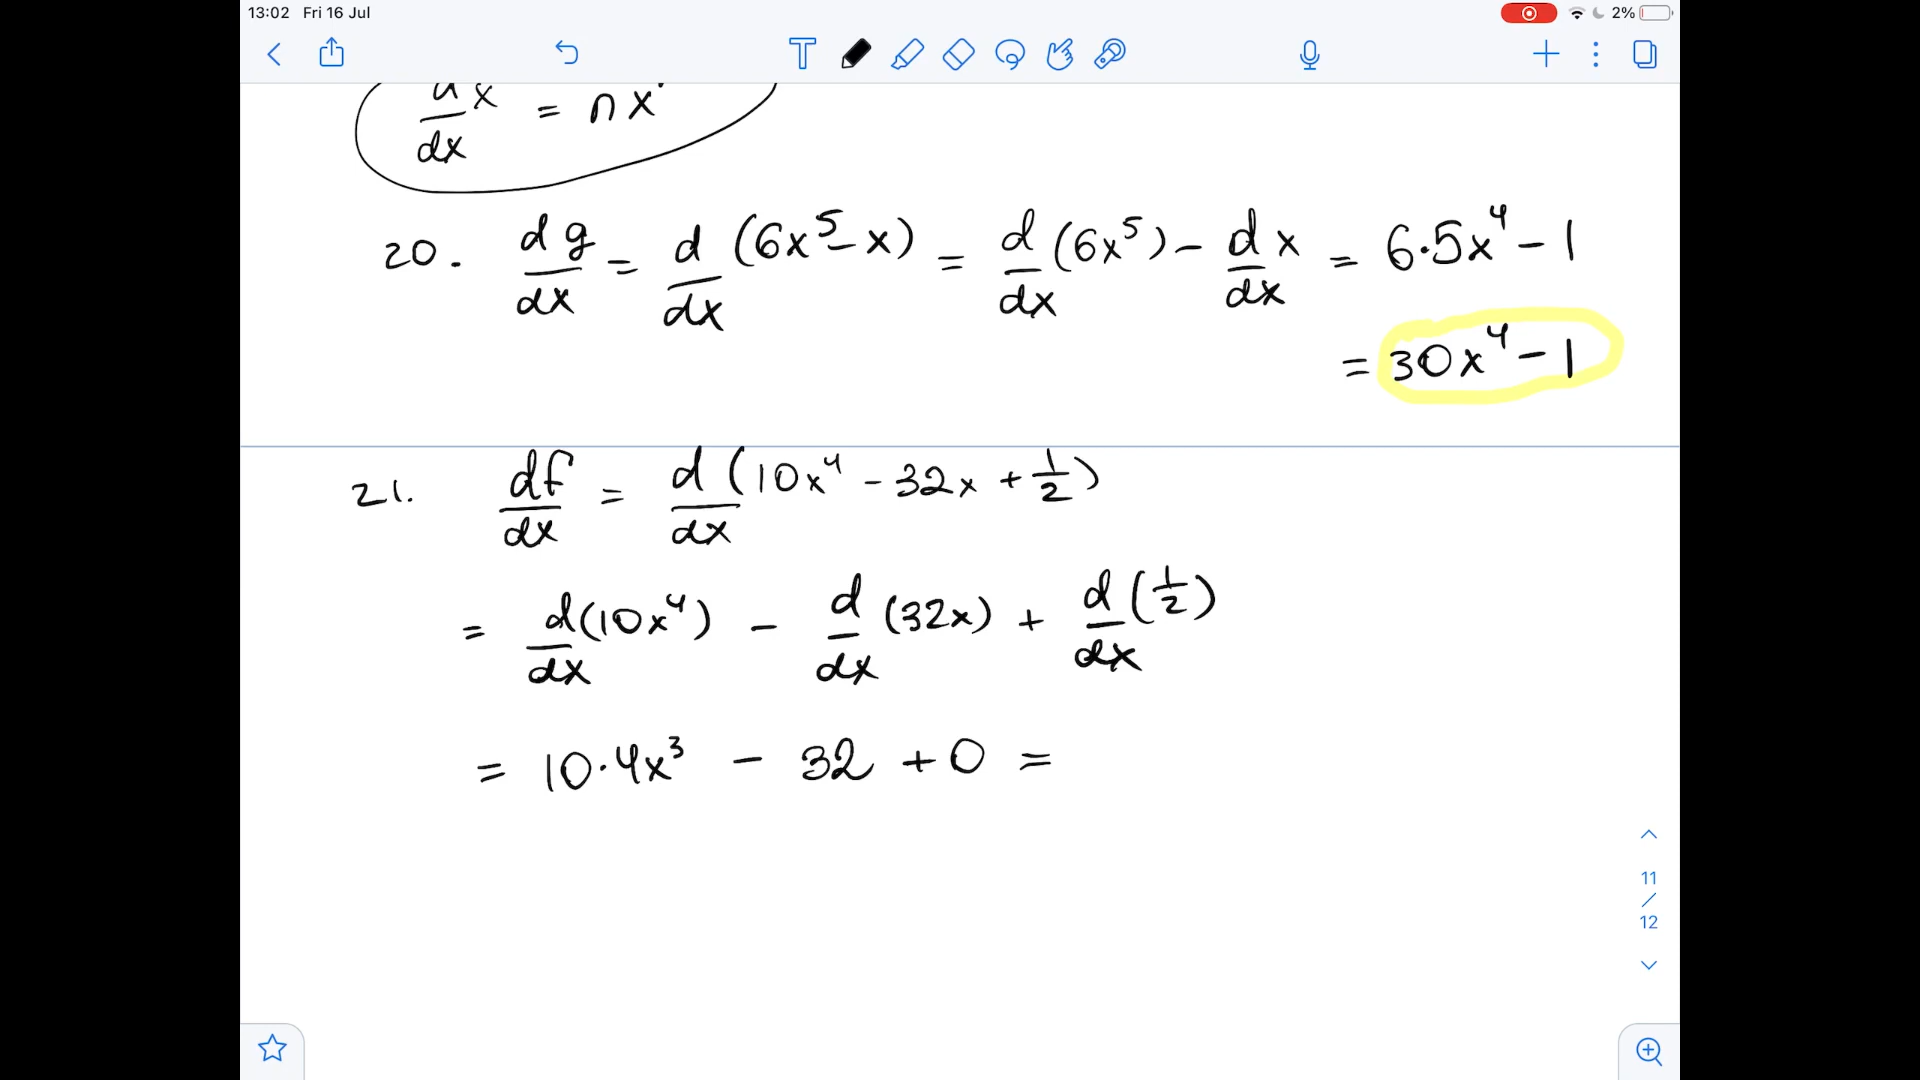 13:02 Fri 16 Jul 2%
T
d/dx x = nx
20. dg/dx = d/dx (6x⁵ - x) = d/dx (6x⁵) - d/dx x = 6·5x⁴ - 1
= 30x⁴ - 1
21. df/dx = d/dx (10x⁴ - 32x + 1/2)
= d/dx (10x⁴) - d/dx (32x) + d/dx (1/2)
= 10·4x³ - 32 + 0 =
11
/
12